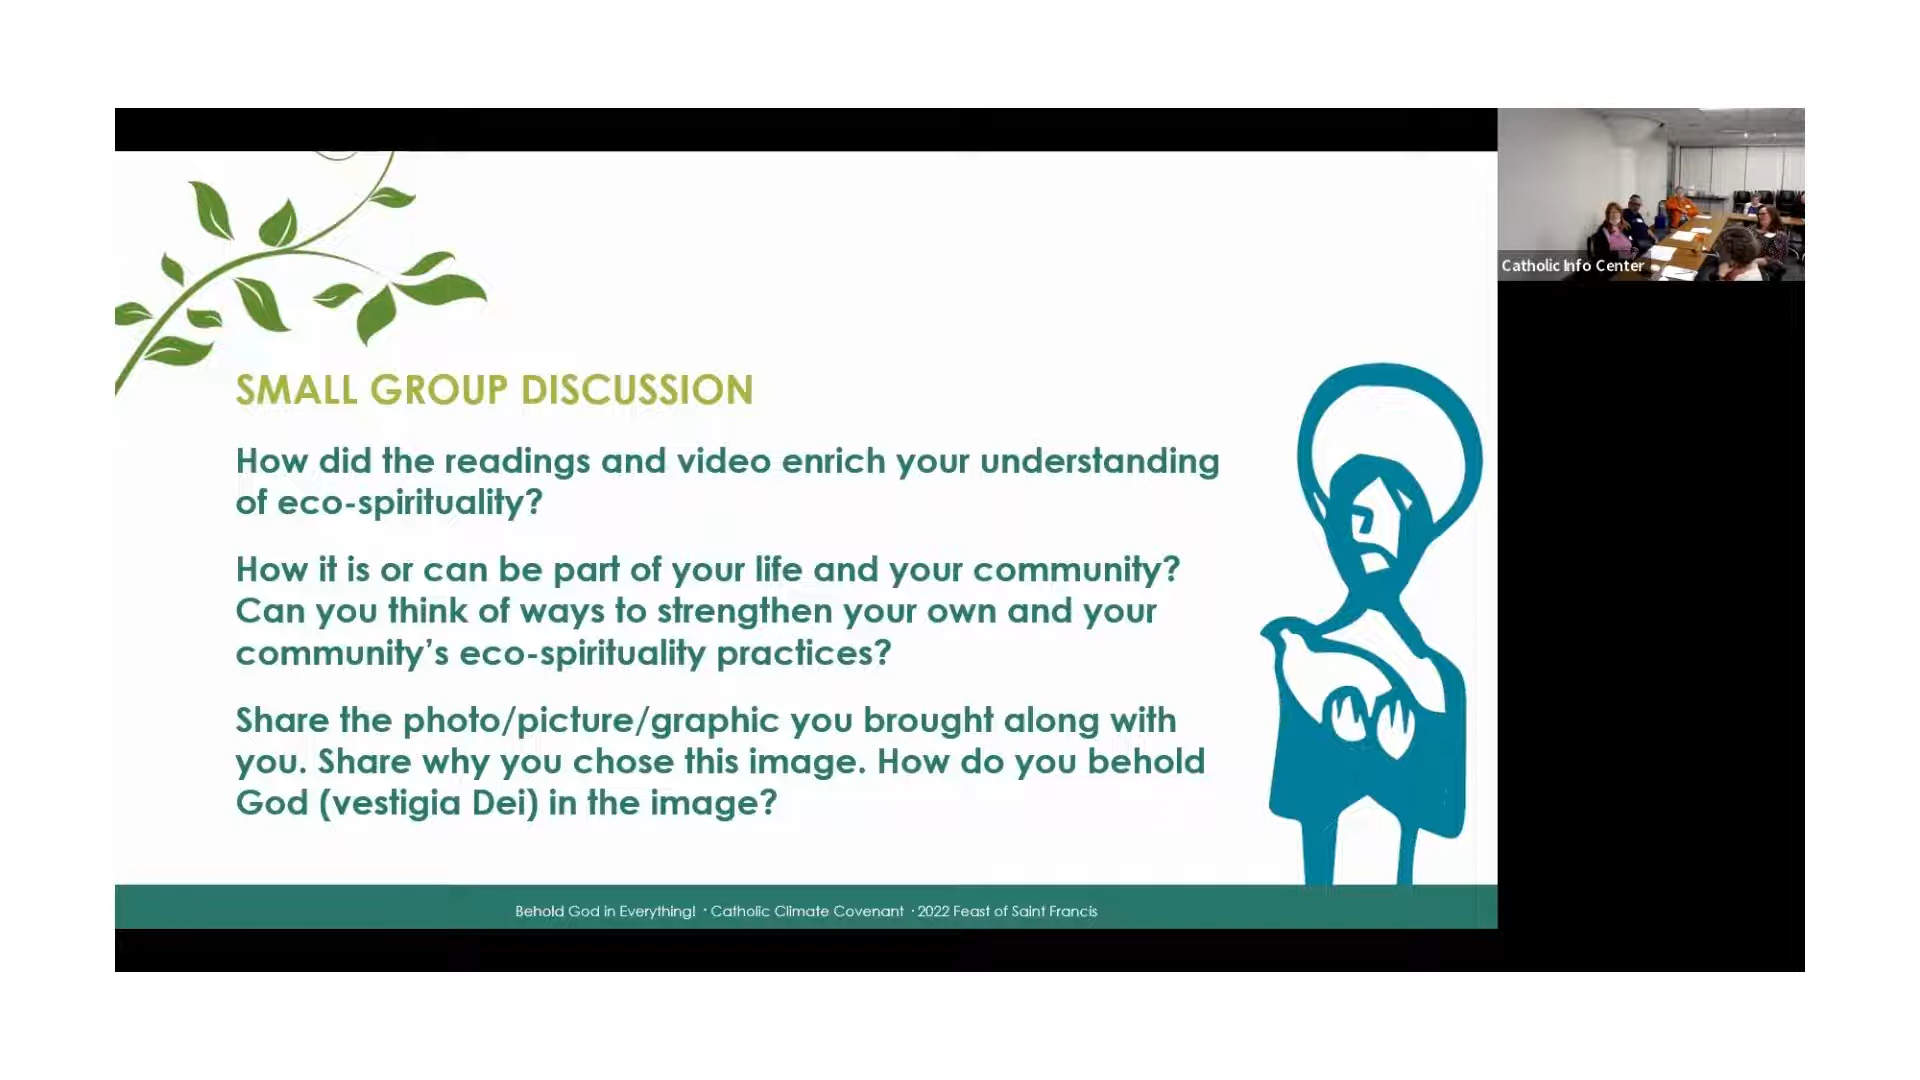 Catholic Info Center
SMALL GROUP DISCUSSION
How did the readings and video enrich your understanding
of eco-spirituality?
How it is or can be part of your life and your community?
Can you think of ways to strengthen your own and your
community’s eco-spirituality practices?
Share the photo/picture/graphic you brought along with
you. Share why you chose this image. How do you behold
God (vestigia Dei) in the image?
Behold God in Everything! · Catholic Climate Covenant · 2022 Feast of Saint Francis